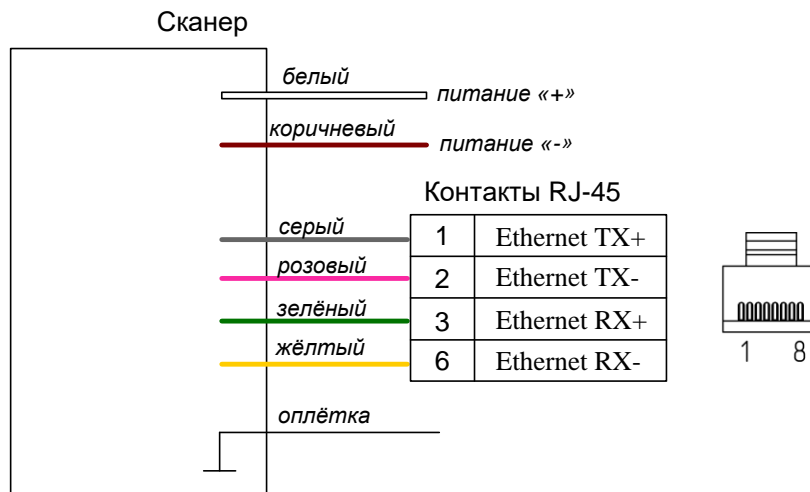 Сканер
белый
питание «+»
коричневый
питание «-»
Контакты RJ-45
серый 1 Ethernet TX+
розовый 2 Ethernet TX-
зелёный 3 Ethernet RX+
жёлтый 6 Ethernet RX-
1 8
оплётка